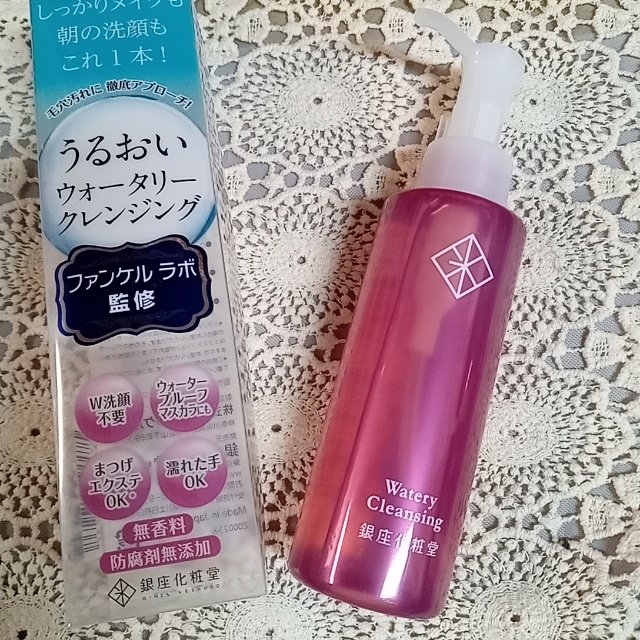 しっかりメイクも
朝の洗顔も
これ1本!
毛穴汚れに 徹底アプローチ!
うるおい
ウォータリー
クレンジング
ファンケル ラボ
監修
W洗顔
不要
ウォーター
プルーフ
マスカラにも
まつげ
エクステ
OK*
濡れた手
OK
無香料
防腐剤無添加
銀座化粧堂
GINZA KESHODO
Watery
Cleansing
銀座化粧堂